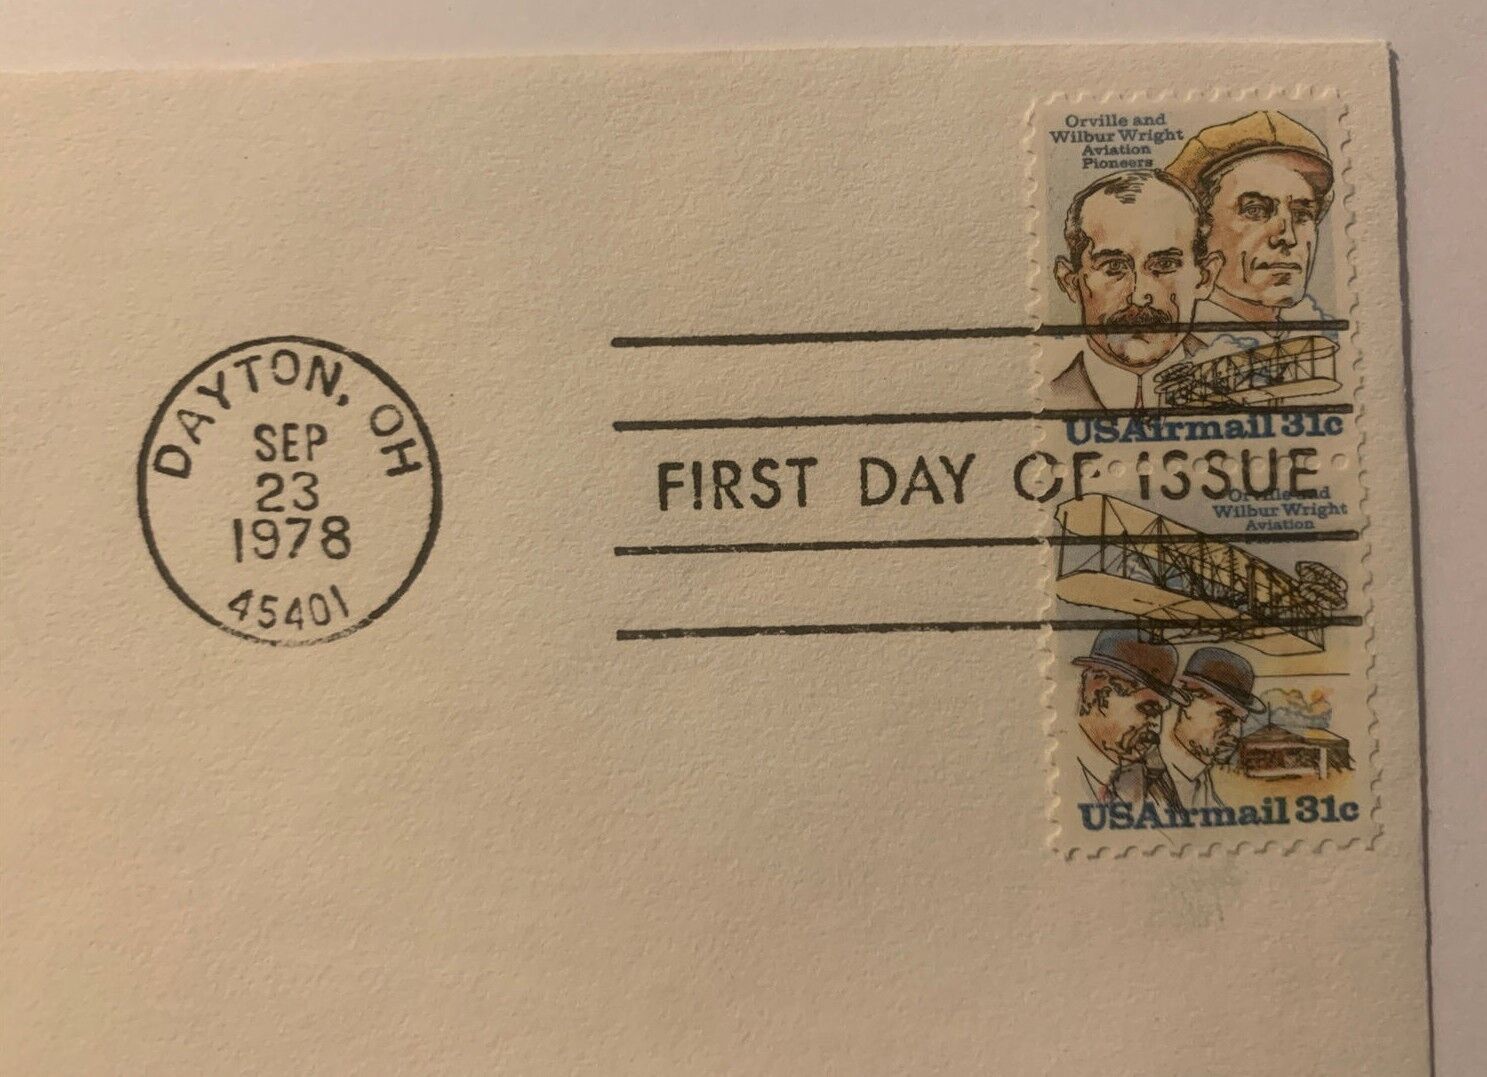 DAYTON, OH
SEP
23
1978
45401
FIRST DAY OF ISSUE
Orville and
Wilbur Wright
Aviation
Pioneers
USAirmail 31c
Orville and
Wilbur Wright
Aviation
USAirmail 31c